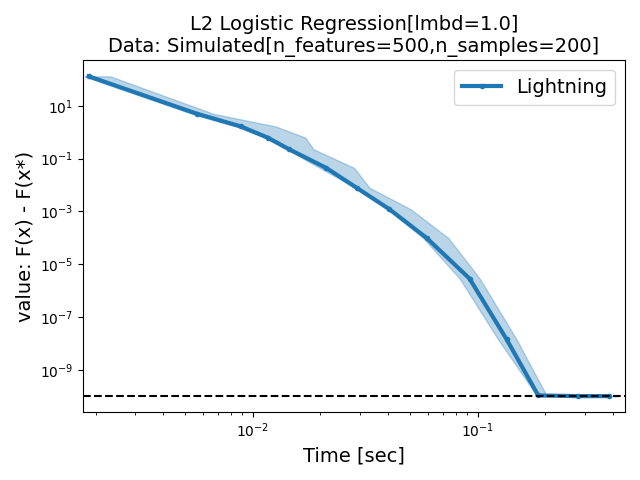 L2 Logistic Regression[lmbd=1.0]
Data: Simulated[n_features=500,n_samples=200]
Lightning
value: F(x) - F(x*)
10¹
10⁻¹
10⁻³
10⁻⁵
10⁻⁷
10⁻⁹
10⁻² 10⁻¹
Time [sec]